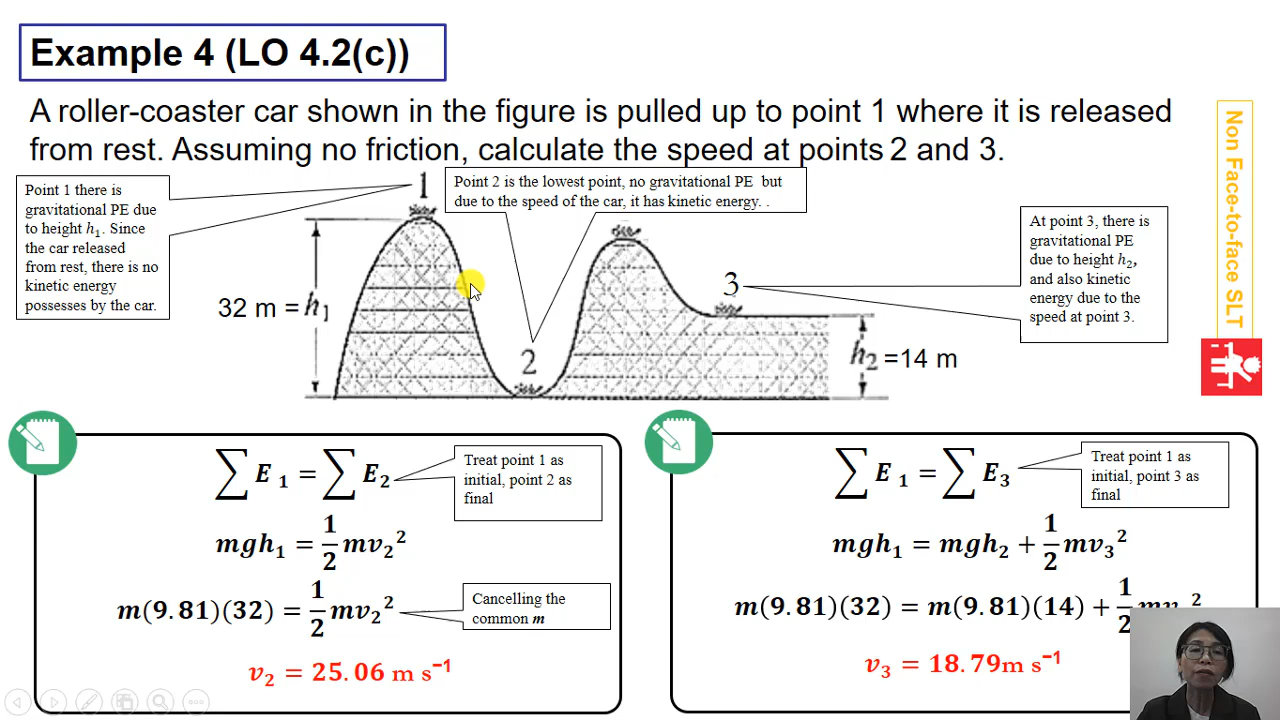 Example 4 (LO 4.2(c))
A roller-coaster car shown in the figure is pulled up to point 1 where it is released
from rest. Assuming no friction, calculate the speed at points 2 and 3.
Point 1 there is
gravitational PE due
to height h₁. Since
the car released
from rest, there is no
kinetic energy
possesses by the car.
1
Point 2 is the lowest point, no gravitational PE but
due to the speed of the car, it has kinetic energy. .
At point 3, there is
gravitational PE
due to height h₂,
and also kinetic
energy due to the
speed at point 3.
32 m = h₁
2
3
h₂ =14 m
Non Face-to-face SLT
∑ E ₁ = ∑ E₂
Treat point 1 as
initial, point 2 as
final
mgh₁ = 1/2 mv₂²
m(9.81)(32) = 1/2 mv₂²
Cancelling the
common m
v₂ = 25.06 m s⁻¹
∑ E ₁ = ∑ E₃
Treat point 1 as
initial, point 3 as
final
mgh₁ = mgh₂ + 1/2 mv₃²
m(9.81)(32) = m(9.81)(14) + 1/2
v₃ = 18.79m s⁻¹